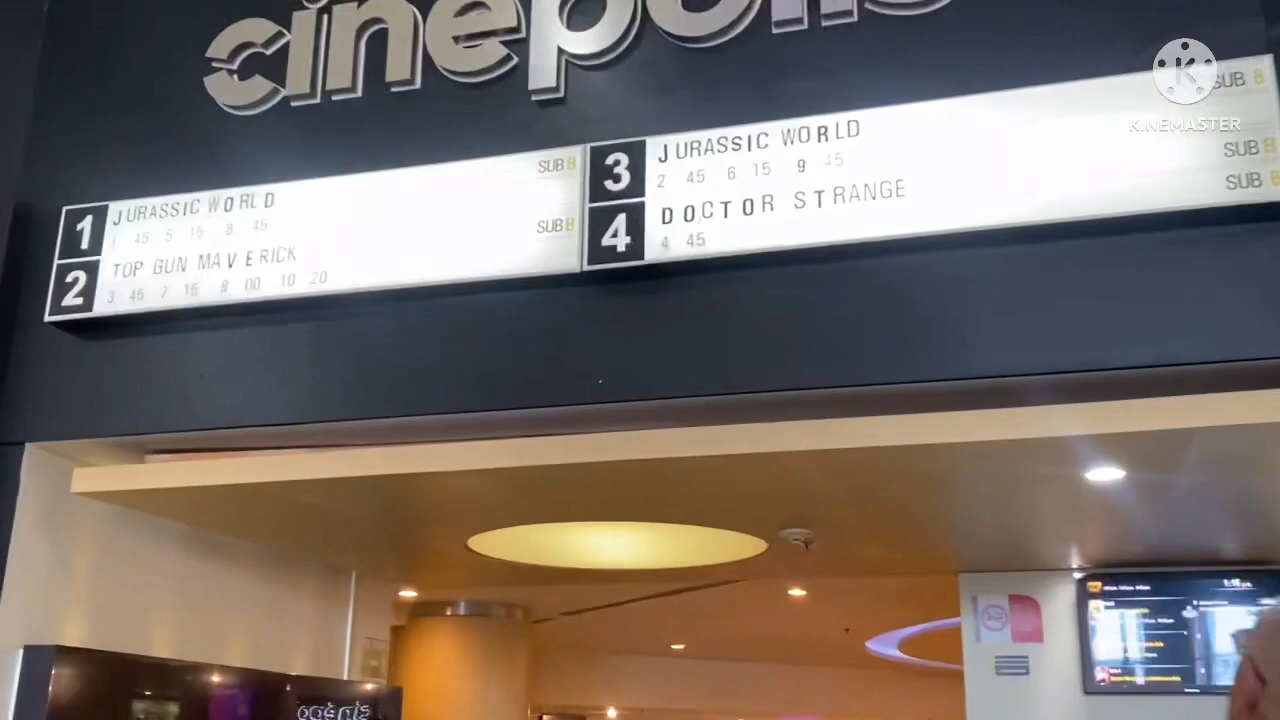 cinépolis
1 JURASSIC WORLD SUB B
1 45 5 15 8 45
2 TOP GUN MAVERICK SUB B
3 45 7 15 8 00 10 20
3 JURASSIC WORLD SUB B
2 45 6 15 9 45
SUB B
4 DOCTOR STRANGE SUB B
4 45
K
KINEMASTER